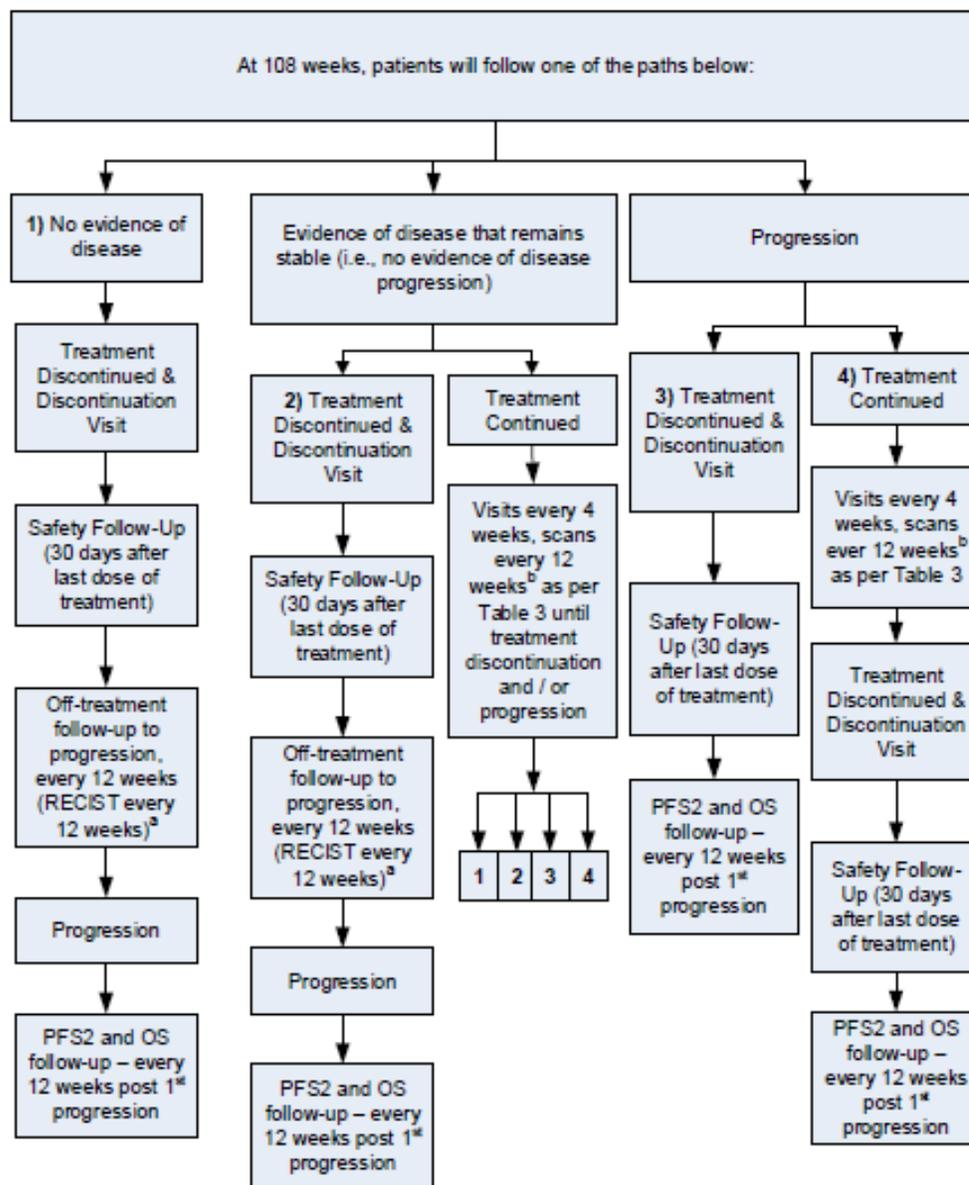 At 108 weeks, patients will follow one of the paths below:
1) No evidence of
disease
Treatment
Discontinued &
Discontinuation
Visit
Safety Follow-Up
(30 days after
last dose of
treatment)
Off-treatment
follow-up to
progression,
every 12 weeks
(RECIST every
12 weeks)a
Progression
PFS2 and OS
follow-up – every
12 weeks post 1st
progression
Evidence of disease that remains
stable (i.e., no evidence of disease
progression)
2) Treatment
Discontinued &
Discontinuation
Visit
Safety Follow-Up
(30 days after
last dose of
treatment)
Off-treatment
follow-up to
progression,
every 12 weeks
(RECIST every
12 weeks)a
Progression
PFS2 and OS
follow-up – every
12 weeks post 1st
progression
Treatment
Continued
Visits every 4
weeks, scans
every 12
weeksb as per
Table 3 until
treatment
discontinuation
and / or
progression
1 2 3 4
Progression
3) Treatment
Discontinued &
Discontinuation
Visit
Safety Follow-
Up (30 days
after last dose
of treatment)
PFS2 and OS
follow-up –
every 12 weeks
post 1st
progression
4) Treatment
Continued
Visits every 4
weeks, scans
ever 12 weeksb
as per Table 3
Treatment
Discontinued &
Discontinuation
Visit
Safety Follow-
Up (30 days
after last dose
of treatment)
PFS2 and OS
follow-up –
every 12 weeks
post 1st
progression